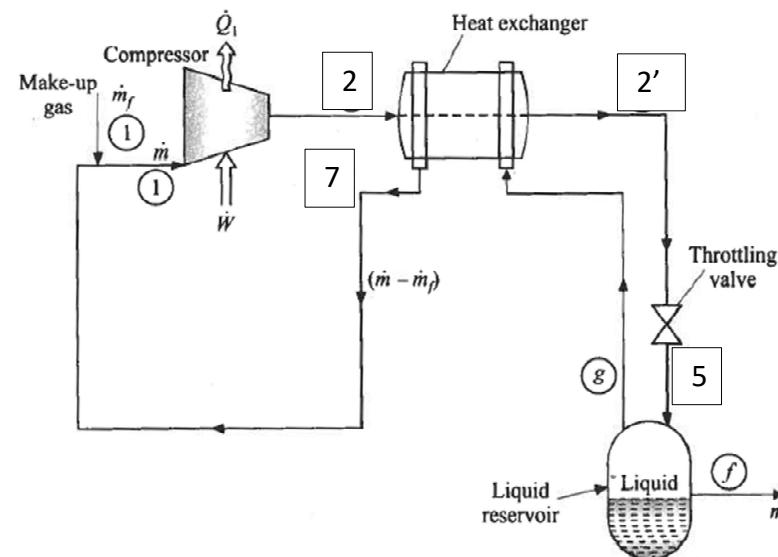 Q̇₁
Heat exchanger
Compressor
Make-up
gas
ṁf
1
2
2’
ṁ
1
7
Ẇ
(ṁ – ṁf)
Throttling
valve
g
5
Liquid
f
Liquid
reservoir